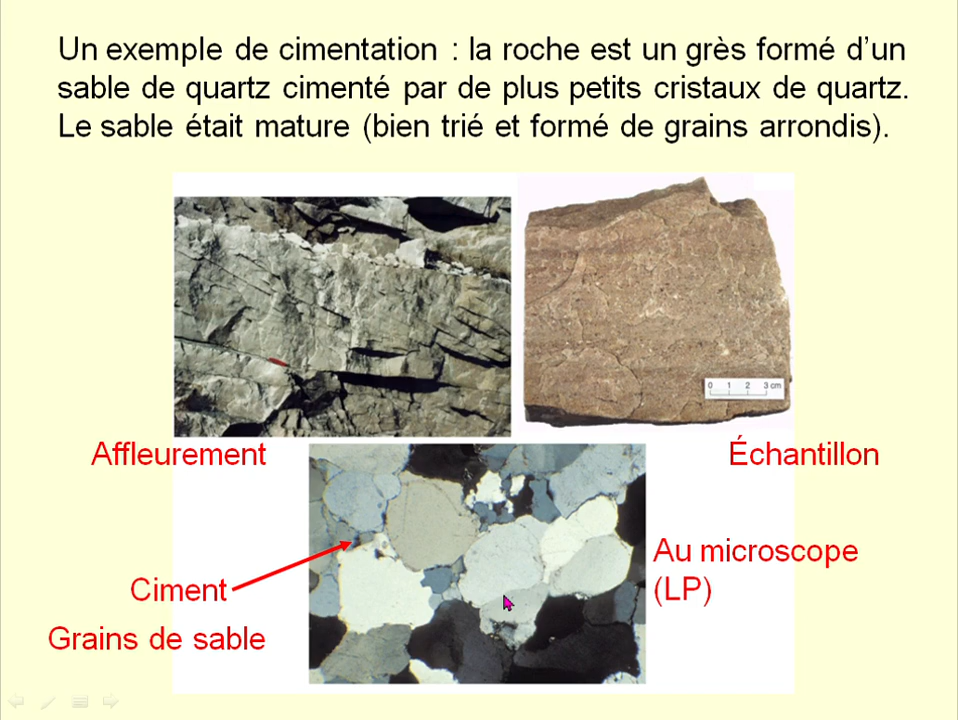 Un exemple de cimentation : la roche est un grès formé d’un
sable de quartz cimenté par de plus petits cristaux de quartz.
Le sable était mature (bien trié et formé de grains arrondis).
0 1 2 3 cm
Affleurement
Échantillon
Au microscope
(LP)
Ciment
Grains de sable